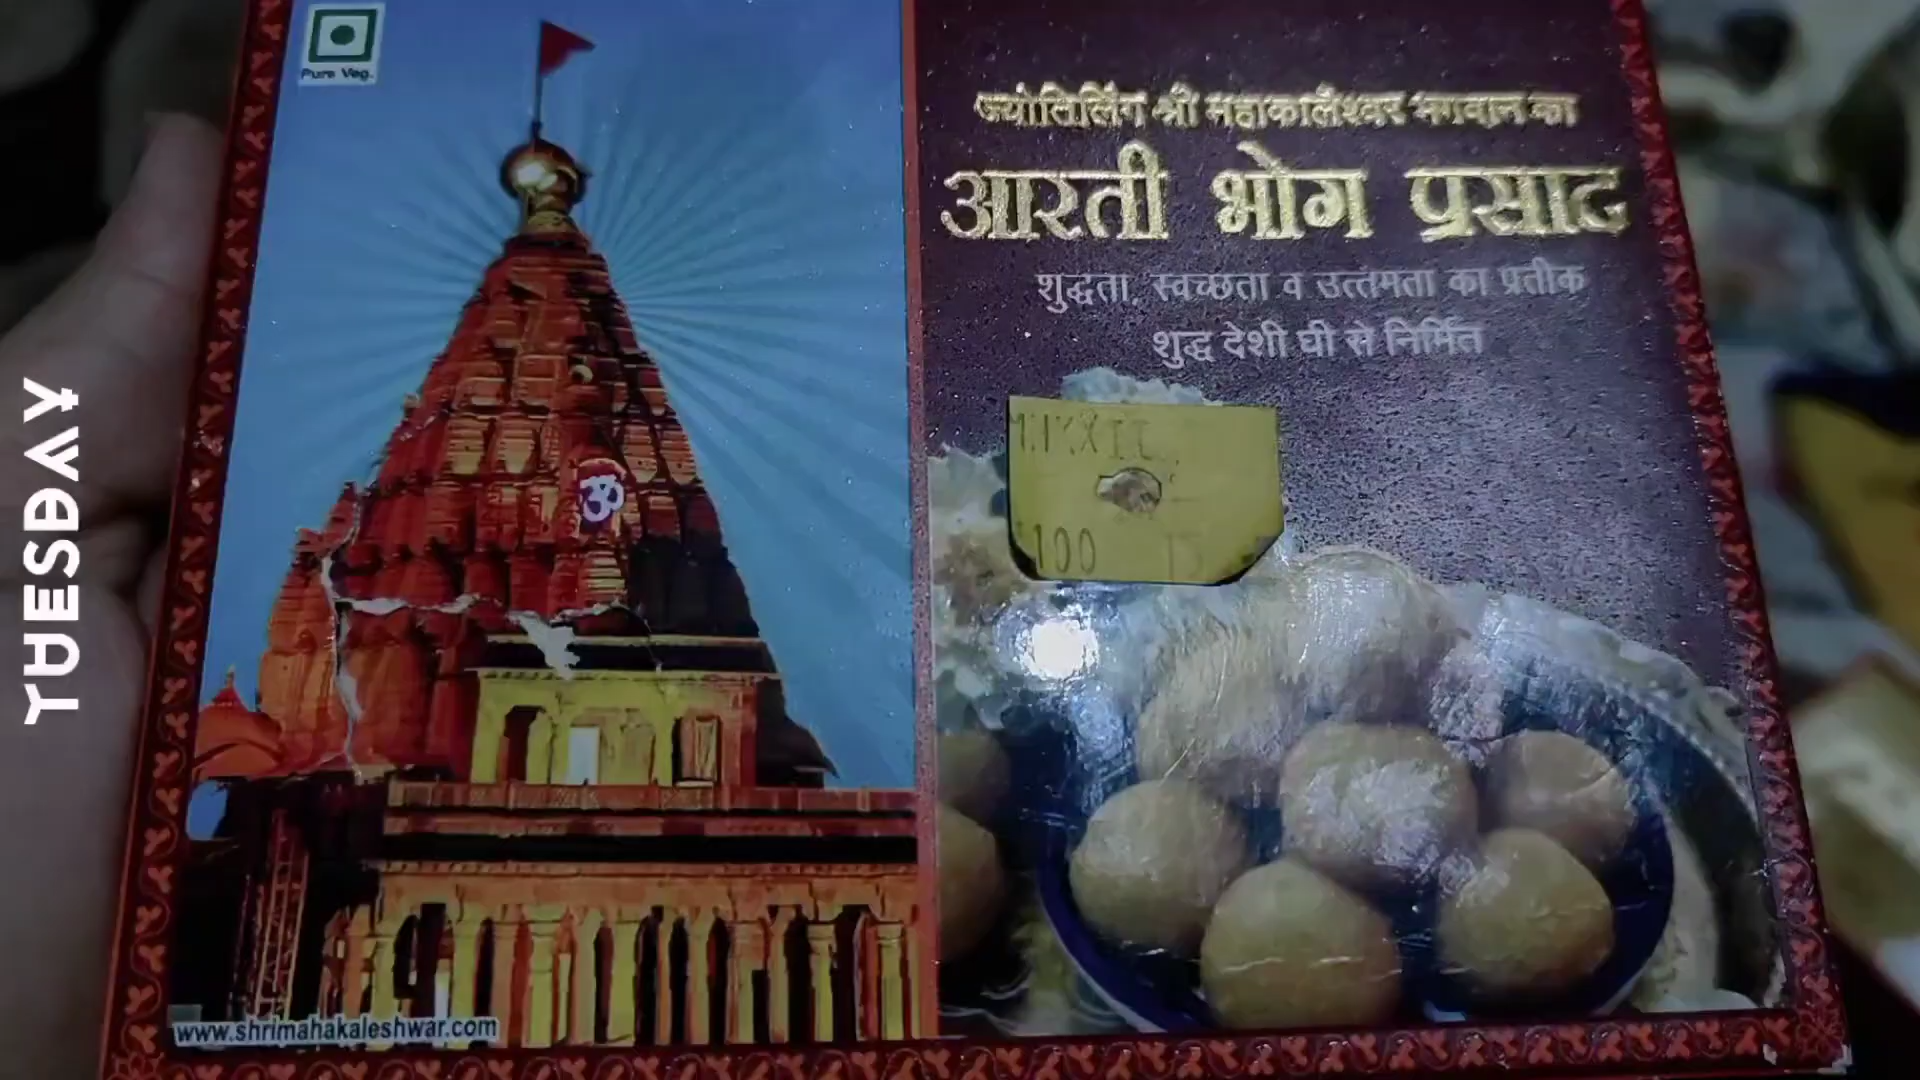 TUESDAY
Pure Veg.
ज्योतिर्लिंग श्री महाकालेश्वर भगवान का
आरती भोग प्रसाद
शुद्धता, स्वच्छता व उत्तमता का प्रतीक
शुद्ध देशी घी से निर्मित
100
ॐ
www.shrimahakaleshwar.com